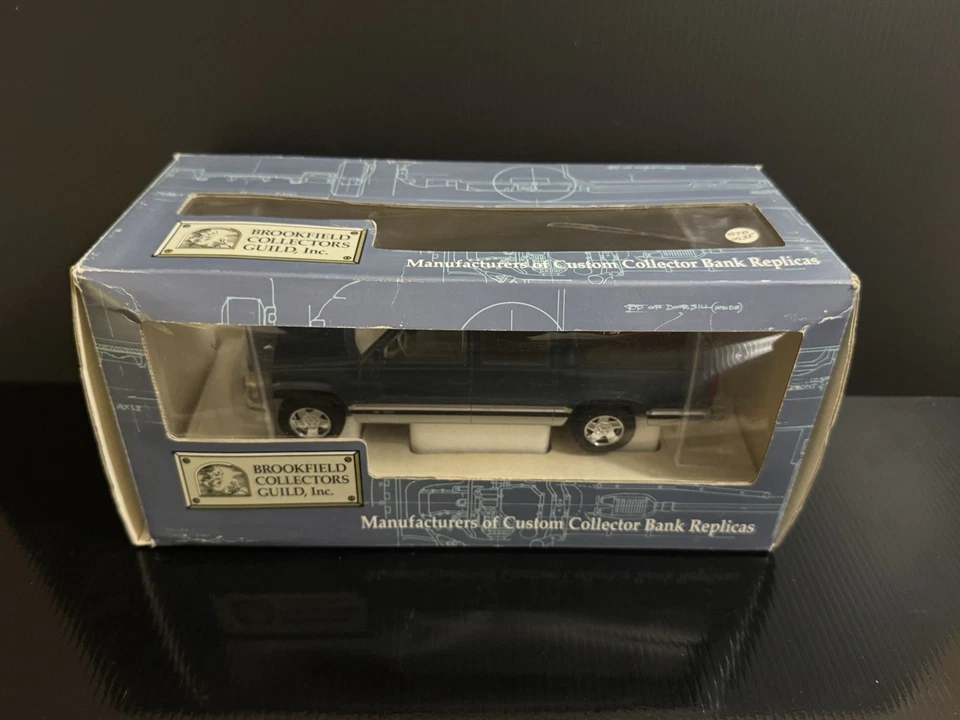 BROOKFIELD
COLLECTORS
GUILD, Inc.
Manufacturers of Custom Collector Bank Replicas
BROOKFIELD
COLLECTORS
GUILD, Inc.
Manufacturers of Custom Collector Bank Replicas